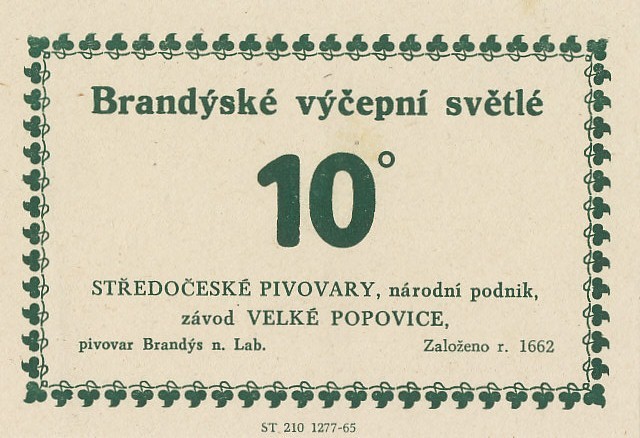 Brandýské výčepní světlé
10°
STŘEDOČESKÉ PIVOVARY, národní podnik,
závod VELKÉ POPOVICE,
pivovar Brandýs n. Lab. Založeno r. 1662
ST 210 1277-65